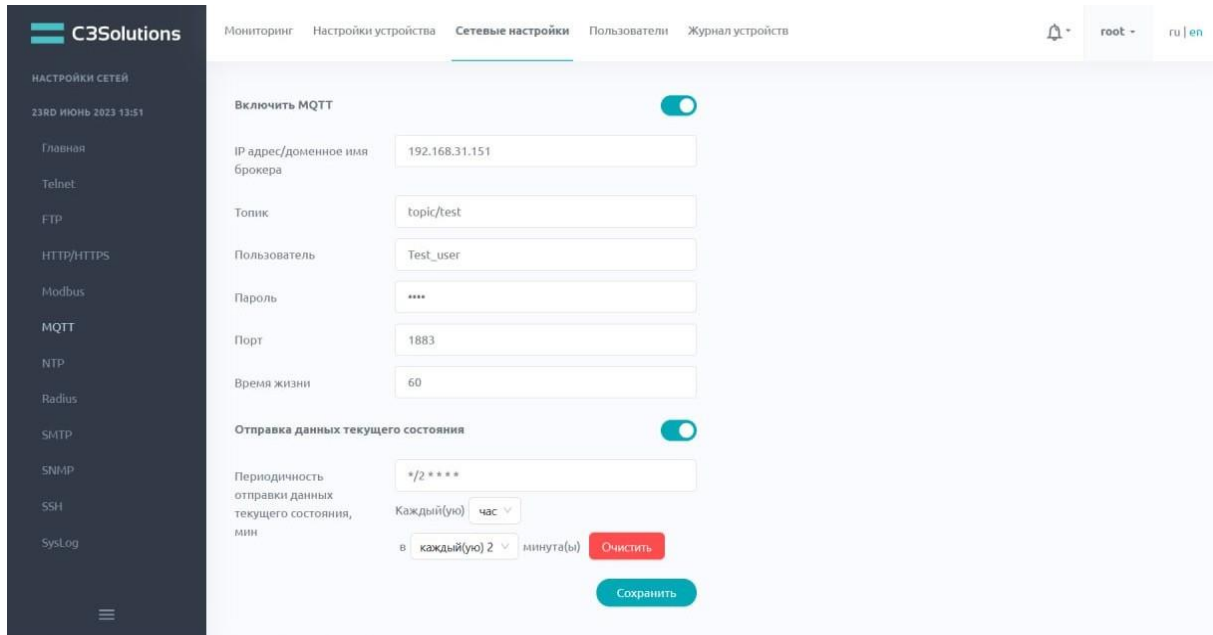 C3Solutions
Мониторинг Настройки устройства Сетевые настройки Пользователи Журнал устройств root ru | en
НАСТРОЙКИ СЕТЕЙ
23RD ИЮНЬ 2023 13:51
Главная
Telnet
FTP
HTTP/HTTPS
Modbus
MQTT
NTP
Radius
SMTP
SNMP
SSH
SysLog
Включить MQTT
IP адрес/доменное имя
брокера
192.168.31.151
Топик
topic/test
Пользователь
Test_user
Пароль
••••
Порт
1883
Время жизни
60
Отправка данных текущего состояния
Периодичность
отправки данных
текущего состояния,
мин
*/2 * * * *
Каждый(ую) час
в каждый(ую) 2 минута(ы) Очистить
Сохранить